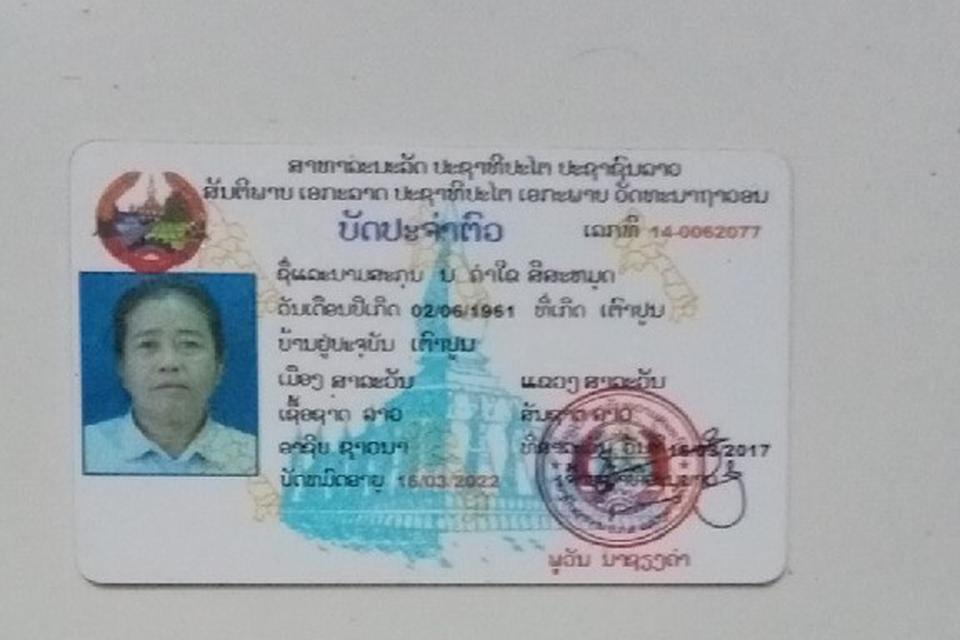 ສາທາລະນະລັດ ປະຊາທິປະໄຕ ປະຊາຊົນລາວ
ສັນຕິພາບ ເອກະລາດ ປະຊາທິປະໄຕ ເອກະພາບ ວັດທະນາຖາວອນ
ບັດປະຈຳຕົວ
ເລກທີ 14-0062077
ຊື່ແລະນາມສະກຸນ ນ ຄຳໃຈ ສີສະຫມຸດ
ວັນເດືອນປີເກີດ 02/06/1961 ທີ່ເກີດ ເຕົາປູນ
ບ້ານຢູ່ປະຈຸບັນ ເຕົາປູນ
ເມືອງ ສາລະວັນ ແຂວງ ສາລະວັນ
ເຊື້ອຊາດ ລາວ ສັນຊາດ ລາວ
ອາຊີບ ຊາວນາ ທີ່ສາລະວັນ ວັນທີ 16/03/2017
ບັດຫມົດອາຍຸ 16/03/2022
ພູວັນ ນາຊຽງຄຳ